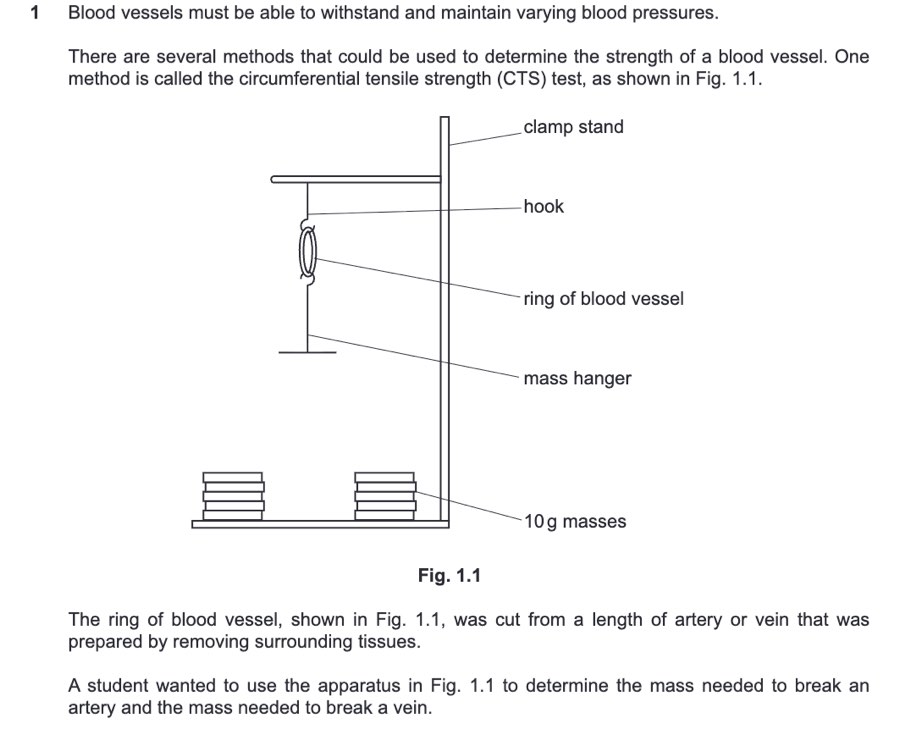 1 Blood vessels must be able to withstand and maintain varying blood pressures.
There are several methods that could be used to determine the strength of a blood vessel. One
method is called the circumferential tensile strength (CTS) test, as shown in Fig. 1.1.
clamp stand
hook
ring of blood vessel
mass hanger
10 g masses
Fig. 1.1
The ring of blood vessel, shown in Fig. 1.1, was cut from a length of artery or vein that was
prepared by removing surrounding tissues.
A student wanted to use the apparatus in Fig. 1.1 to determine the mass needed to break an
artery and the mass needed to break a vein.